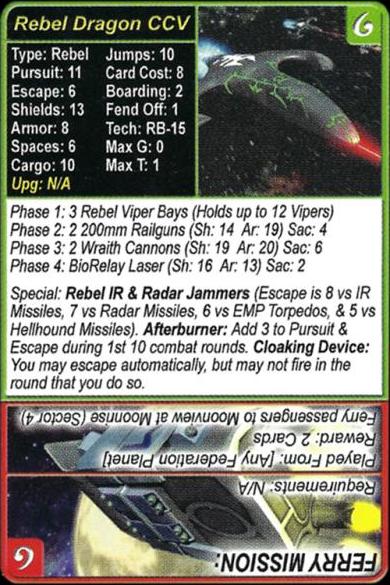 Rebel Dragon CCV
6
Type: Rebel Jumps: 10
Pursuit: 11 Card Cost: 8
Escape: 6 Boarding: 2
Shields: 13 Fend Off: 1
Armor: 8 Tech: RB-15
Spaces: 6 Max G: 0
Cargo: 10 Max T: 1
Upg: N/A
Phase 1: 3 Rebel Viper Bays (Holds up to 12 Vipers)
Phase 2: 2 200mm Railguns (Sh: 14 Ar: 19) Sac: 4
Phase 3: 2 Wraith Cannons (Sh: 19 Ar: 20) Sac: 6
Phase 4: BioRelay Laser (Sh: 16 Ar: 13) Sac: 2
Special: Rebel IR & Radar Jammers (Escape is 8 vs IR
Missiles, 7 vs Radar Missiles, 6 vs EMP Torpedos, & 5 vs
Hellhound Missiles). Afterburner: Add 3 to Pursuit &
Escape during 1st 10 combat rounds. Cloaking Device:
You may escape automatically, but may not fire in the
round that you do so.
FERRY MISSION:
6
Requirements: N/A
Played From: [Any Federation Planet]
Reward: 2 Cards
Ferry passengers to Moonview at Moonrise (Sector 4)